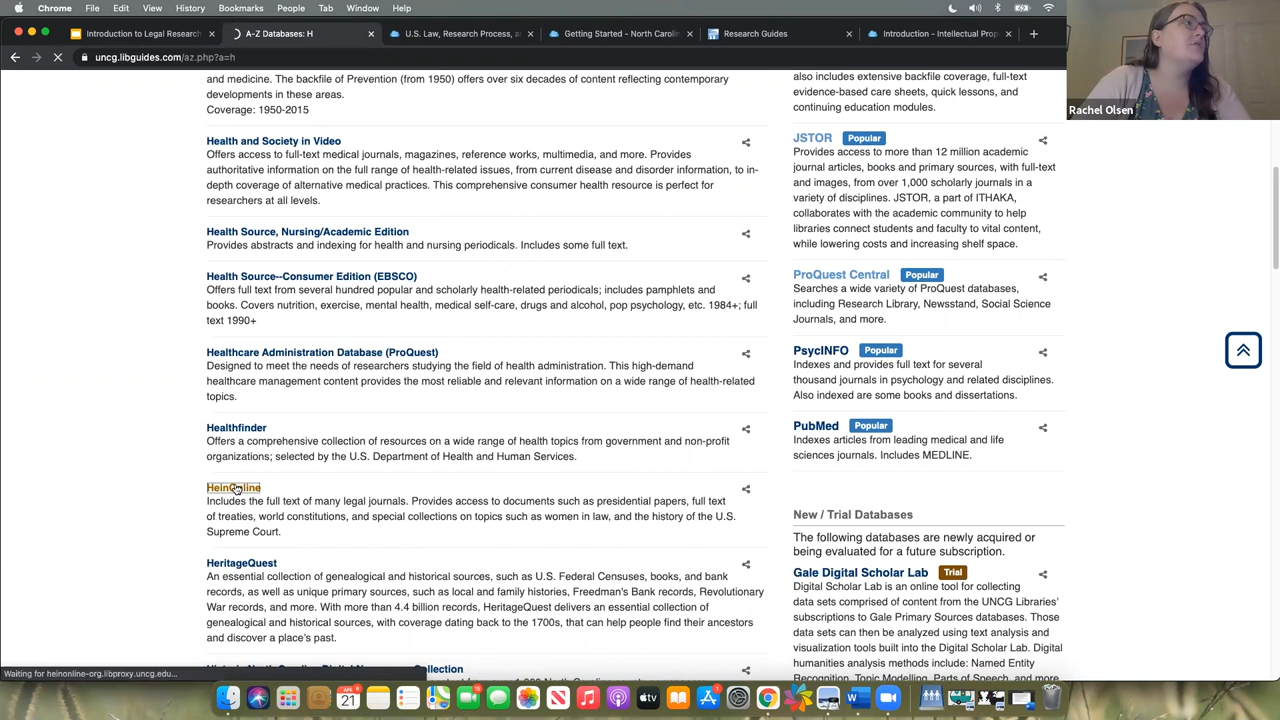 Chrome File Edit View History Bookmarks People Tab Window Help
Introduction to Legal Research
A-Z Databases: H
U.S. Law, Research Process, a
Getting Started - North Caroli
Research Guides
Introduction - Intellectual Prop
uncg.libguides.com/az.php?a=h
Rachel Olsen
and medicine. The backfile of Prevention (from 1950) offers over six decades of content reflecting contemporary
developments in these areas.
Coverage: 1950-2015
Health and Society in Video
Offers access to full-text medical journals, magazines, reference works, multimedia, and more. Provides
authoritative information on the full range of health-related issues, from current disease and disorder information, to in-
depth coverage of alternative medical practices. This comprehensive consumer health resource is perfect for
researchers at all levels.
Health Source, Nursing/Academic Edition
Provides abstracts and indexing for health and nursing periodicals. Includes some full text.
Health Source--Consumer Edition (EBSCO)
Offers full text from several hundred popular and scholarly health-related periodicals; includes pamphlets and
books. Covers nutrition, exercise, mental health, medical self-care, drugs and alcohol, pop psychology, etc. 1984+; full
text 1990+
Healthcare Administration Database (ProQuest)
Designed to meet the needs of researchers studying the field of health administration. This high-demand
healthcare management content provides the most reliable and relevant information on a wide range of health-related
topics.
Healthfinder
Offers a comprehensive collection of resources on a wide range of health topics from government and non-profit
organizations; selected by the U.S. Department of Health and Human Services.
HeinOnline
Includes the full text of many legal journals. Provides access to documents such as presidential papers, full text
of treaties, world constitutions, and special collections on topics such as women in law, and the history of the U.S.
Supreme Court.
HeritageQuest
An essential collection of genealogical and historical sources, such as U.S. Federal Censuses, books, and bank
records, as well as unique primary sources, such as local and family histories, Freedman's Bank records, Revolutionary
War records, and more. With more than 4.4 billion records, HeritageQuest delivers an essential collection of
genealogical and historical sources, with coverage dating back to the 1700s, that can help people find their ancestors
and discover a place's past.
Collection
also includes extensive backfile coverage, full-text
evidence-based care sheets, quick lessons, and
continuing education modules.
JSTOR Popular
Provides access to more than 12 million academic
journal articles, books and primary sources, with full-text
and images, from over 1,000 scholarly journals in a
variety of disciplines. JSTOR, a part of ITHAKA,
collaborates with the academic community to help
libraries connect students and faculty to vital content,
while lowering costs and increasing shelf space.
ProQuest Central Popular
Searches a wide variety of ProQuest databases,
including Research Library, Newsstand, Social Science
Journals, and more.
PsycINFO Popular
Indexes and provides full text for several
thousand journals in psychology and related disciplines.
Also indexed are some books and dissertations.
PubMed Popular
Indexes articles from leading medical and life
sciences journals. Includes MEDLINE.
New / Trial Databases
The following databases are newly acquired or
being evaluated for a future subscription.
Gale Digital Scholar Lab Trial
Digital Scholar Lab is an online tool for collecting
data sets comprised of content from the UNCG Libraries'
subscriptions to Gale Primary Sources databases. Those
data sets can then be analyzed using text analysis and
visualization tools built into the Digital Scholar Lab. Digital
humanities analysis methods include: Named Entity
Recognition, Topic Modelling, Parts of Speech, and more.
Waiting for heinonline-org.libproxy.uncg.edu...
21
tv